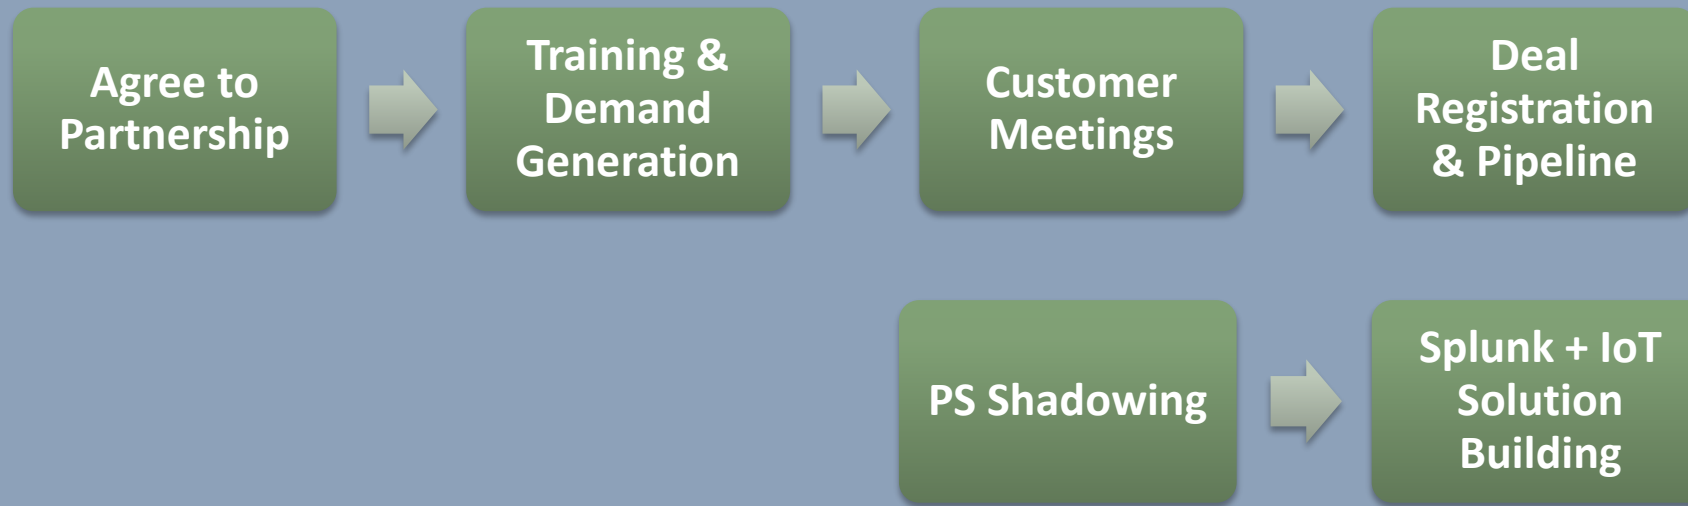 Agree to
Partnership
Training &
Demand
Generation
Customer
Meetings
Deal
Registration
& Pipeline
PS Shadowing
Splunk + IoT
Solution
Building